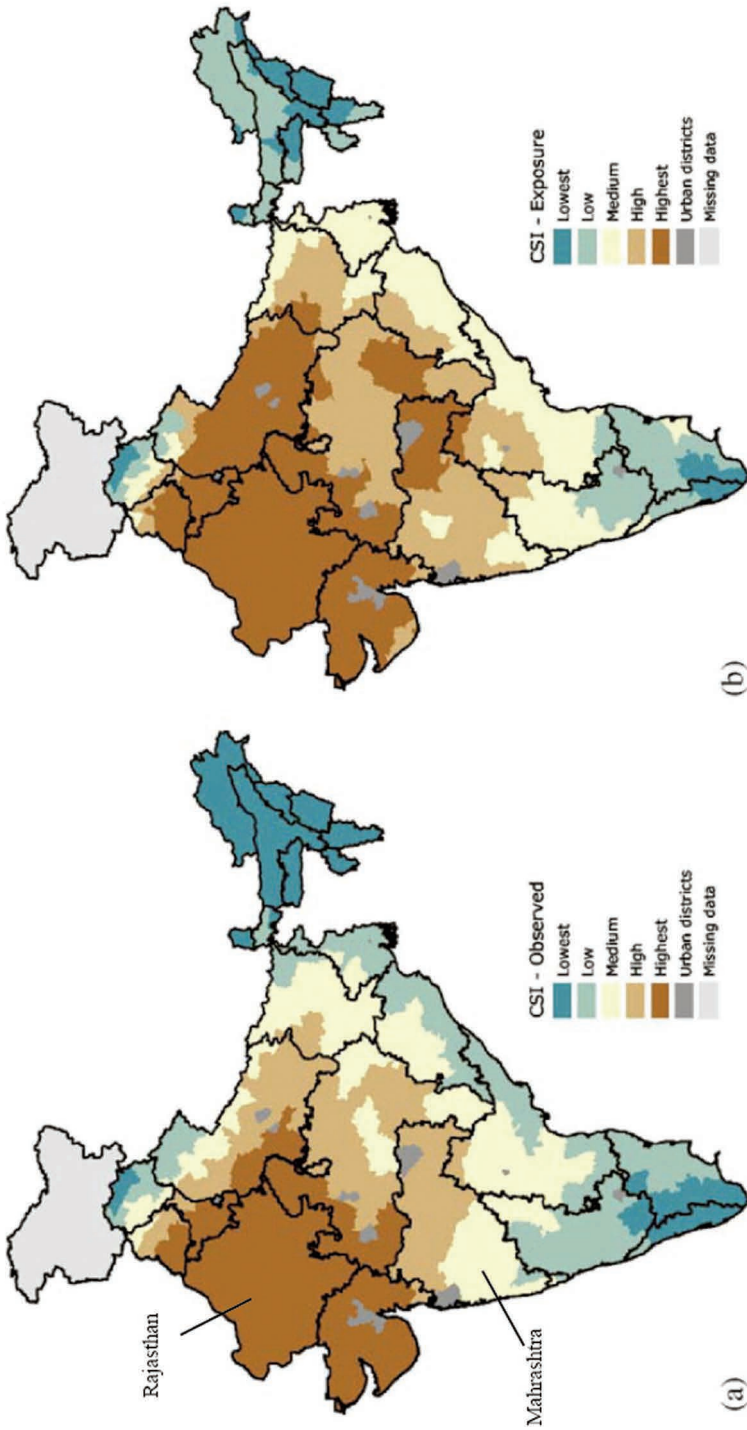 (a)
Rajasthan
Mahrashtra
CSI - Observed
Lowest
Low
Medium
High
Highest
Urban districts
Missing data
(b)
CSI - Exposure
Lowest
Low
Medium
High
Highest
Urban districts
Missing data